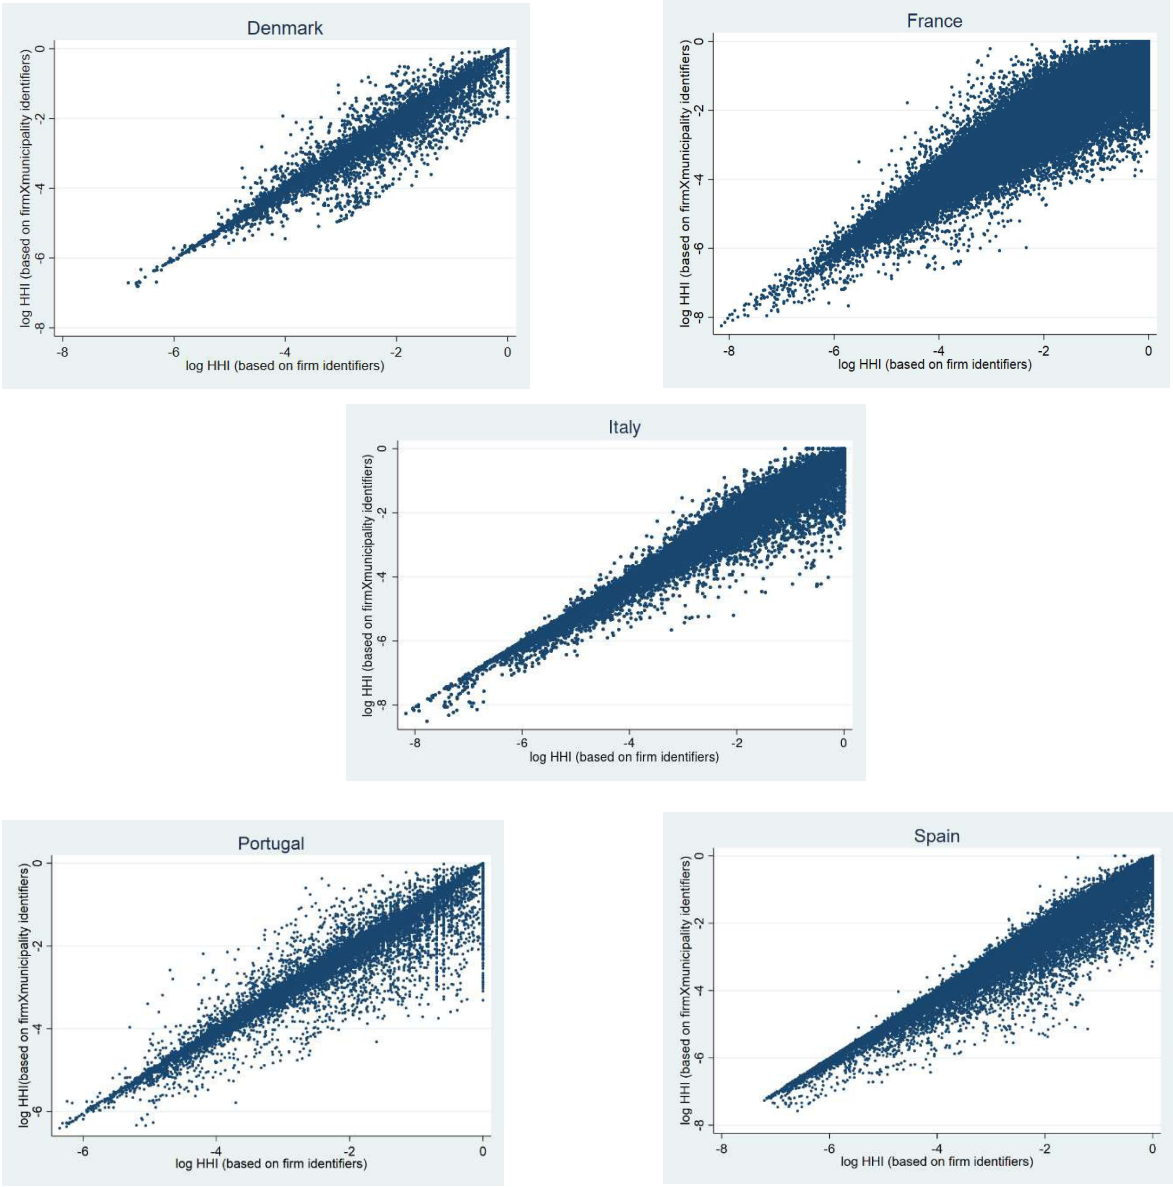 Denmark
log HHI (based on firmXmunicipality identifiers)
0
-2
-4
-6
-8
-8 -6 -4 -2 0
log HHI (based on firm identifiers)
France
log HHI (based on firmXmunicipality identifiers)
0
-2
-4
-6
-8
-8 -6 -4 -2 0
log HHI (based on firm identifiers)
Italy
log HHI (based on firmXmunicipality identifiers)
0
-2
-4
-6
-8
-8 -6 -4 -2 0
log HHI (based on firm identifiers)
Portugal
log HHI(based on firmXmunicipality identifiers)
0
-2
-4
-6
-6 -4 -2 0
log HHI (based on firm identifiers)
Spain
log HHI (based on firmXmunicipality identifiers)
0
-2
-4
-6
-8
-8 -6 -4 -2 0
log HHI (based on firm identifiers)